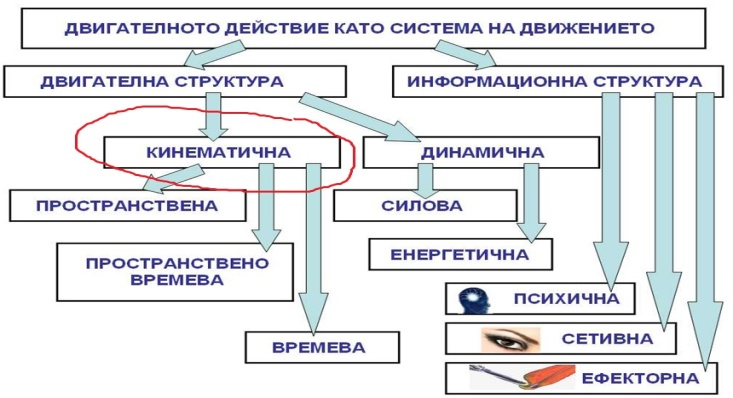 ДВИГАТЕЛНОТО ДЕЙСТВИЕ КАТО СИСТЕМА НА ДВИЖЕНИЕТО
ДВИГАТЕЛНА СТРУКТУРА
ИНФОРМАЦИОННА СТРУКТУРА
КИНЕМАТИЧНА
ДИНАМИЧНА
ПРОСТРАНСТВЕНА
СИЛОВА
ПРОСТРАНСТВЕНО
ВРЕМЕВА
ЕНЕРГЕТИЧНА
ПСИХИЧНА
ВРЕМЕВА
СЕТИВНА
ЕФЕКТОРНА